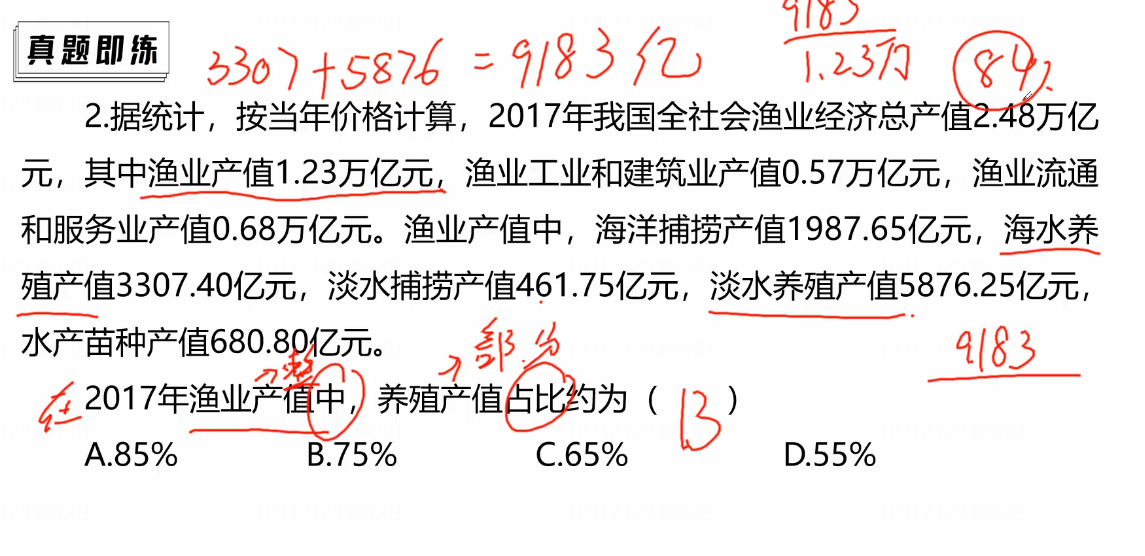 9183
真题即练
3307+5876=9183亿
1.23万
84%
2.据统计，按当年价格计算，2017年我国全社会渔业经济总产值2.48万亿
元，其中渔业产值1.23万亿元，渔业工业和建筑业产值0.57万亿元，渔业流通
和服务业产值0.68万亿元。渔业产值中，海洋捕捞产值1987.65亿元，海水养
殖产值3307.40亿元，淡水捕捞产值461.75亿元，淡水养殖产值5876.25亿元，
水产苗种产值680.80亿元。
整
部分
9183
在
2017年渔业产值中，养殖产值占比约为（B）
A.85%
B.75%
C.65%
D.55%